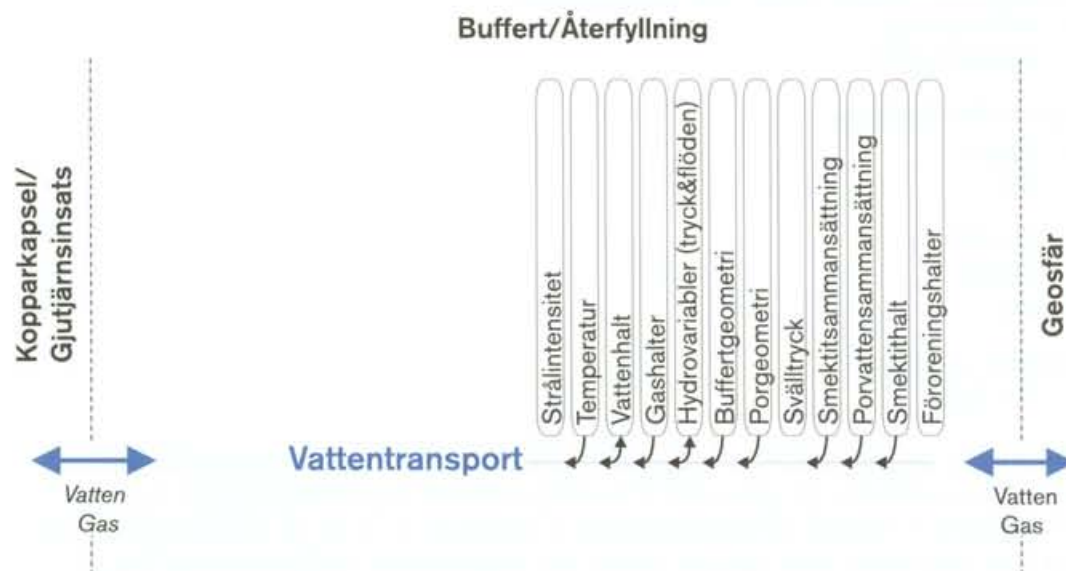 Buffert/Återfyllning
Kopparkapsel/
Gjutjärnsinsats
Strålintensitet
Temperatur
Vattenhalt
Gashalter
Hydrovariabler (tryck&flöden)
Buffertgeometri
Porgeometri
Svälltryck
Smektitsammansättning
Porvattensammansättning
Smektithalt
Föroreningshalter
Geosfär
Vattentransport
Vatten
Gas
Vatten
Gas